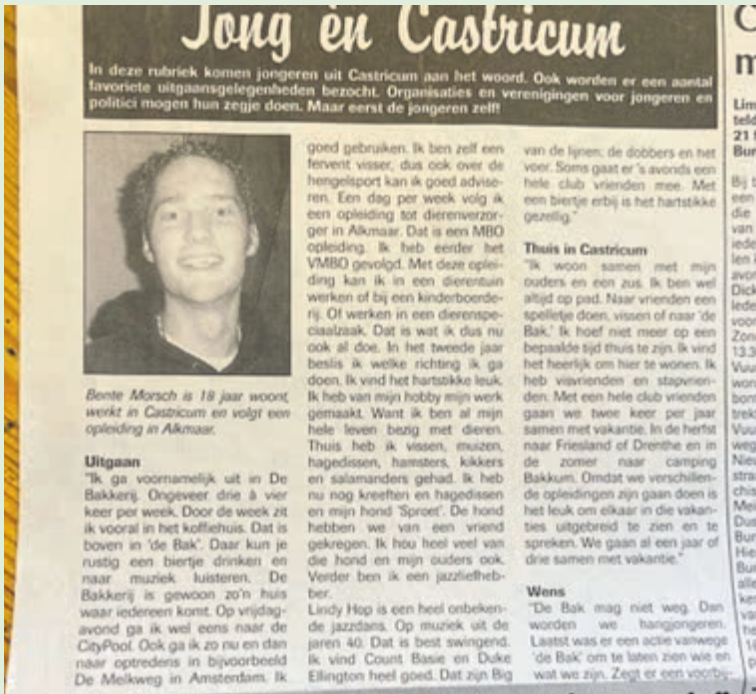 Jong en Castricum
In deze rubriek komen jongeren uit Castricum aan het woord. Ook worden er een aantal
favoriete uitgaansgelegenheden bezocht. Organisaties en verenigingen voor jongeren en
politici mogen hun zegje doen. Maar eerst de jongeren zelf!
Bente Morsch is 18 jaar woont,
werkt in Castricum en volgt een
opleiding in Alkmaar.
Uitgaan
"Ik ga voornamelijk uit in De
Bakkerij. Ongeveer drie à vier
keer per week. Door de week zit
ik vooral in het koffiehuis. Dat is
boven in 'de Bak'. Daar kun je
rustig een biertje drinken en
naar muziek luisteren. De
Bakkerij is gewoon zo'n huis
waar iedereen komt. Op vrijdag-
avond ga ik wel eens naar de
CityPool. Ook ga ik zo nu en dan
naar optredens in bijvoorbeeld
De Melkweg in Amsterdam. Ik
goed gebruiken. Ik ben zelf een
fervent visser, dus ook over de
hengelsport kan ik goed advise-
ren. Een dag per week volg ik
een opleiding tot dierenverzor-
ger in Alkmaar. Dat is een MBO
opleiding. Ik heb eerder het
VMBO gevolgd. Met deze oplei-
ding kan ik in een dierentuin
werken of bij een kinderboerde-
rij. Of werken in een dierenspe-
ciaalzaak. Dat is wat ik dus nu
ook al doe. In het tweede jaar
beslis ik welke richting ik ga
doen. Ik vind het hartstikke leuk.
Ik heb van mijn hobby mijn werk
gemaakt. Want ik ben al mijn
hele leven bezig met dieren.
Thuis heb ik vissen, muizen,
hagedissen, hamsters, kikkers
en salamanders gehad. Ik heb
nu nog kreeften en hagedissen
en mijn hond 'Sproet'. De hond
hebben we van een vriend
gekregen. Ik hou heel veel van
die hond en mijn ouders ook.
Verder ben ik een jazzliefheb-
ber.
Lindy Hop is een heel onbeken-
de jazzdans. Op muziek uit de
jaren 40. Dat is best swingend.
Ik vind Count Basie en Duke
Ellington heel goed. Dat zijn Big
van de lijnen, de dobbers en het
voer. Soms gaat er 's avonds een
hele club vrienden mee. Met
een biertje erbij is het hartstikke
gezellig."
Thuis in Castricum
"Ik woon samen met mijn
ouders en een zus. Ik ben wel
altijd op pad. Naar vrienden een
spelletje doen, vissen of naar 'de
Bak.' Ik hoef niet meer op een
bepaalde tijd thuis te zijn. Ik vind
het heerlijk om hier te wonen. Ik
heb visvrienden en stapvrien-
den. Met een hele club vrienden
gaan we twee keer per jaar
samen met vakantie. In de herfst
naar Friesland of Drenthe en in
de zomer naar camping
Bakkum. Omdat we verschillen-
de opleidingen zijn gaan doen is
het leuk om elkaar in die vakan-
ties uitgebreid te zien en te
spreken. We gaan al een jaar of
drie samen met vakantie."
Wens
"De Bak mag niet weg. Dan
worden we hangjongeren.
Laatst was er een actie vanwege
'de Bak' om te laten zien wie en
wat we zijn. Zegt er een voorbij-